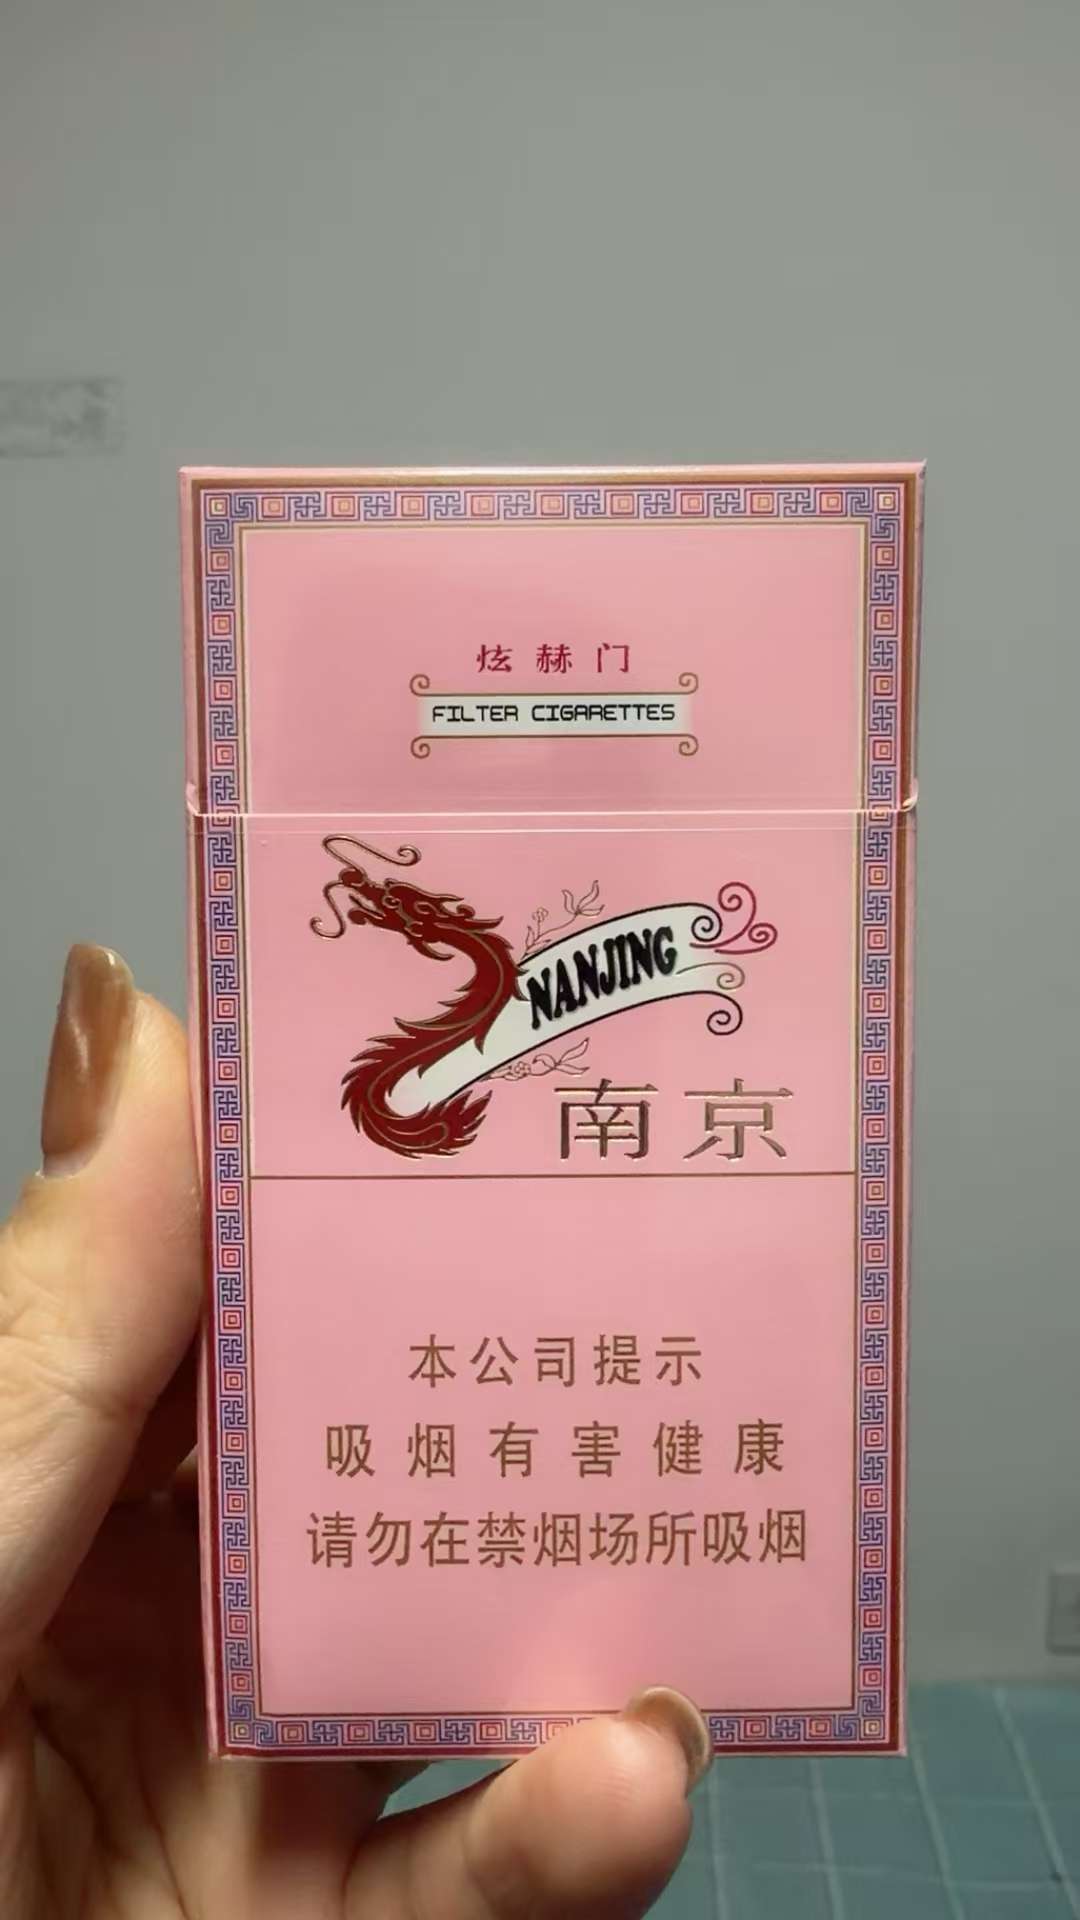 炫赫门
FILTER CIGARETTES
NANJING
南京
本公司提示
吸烟有害健康
请勿在禁烟场所吸烟